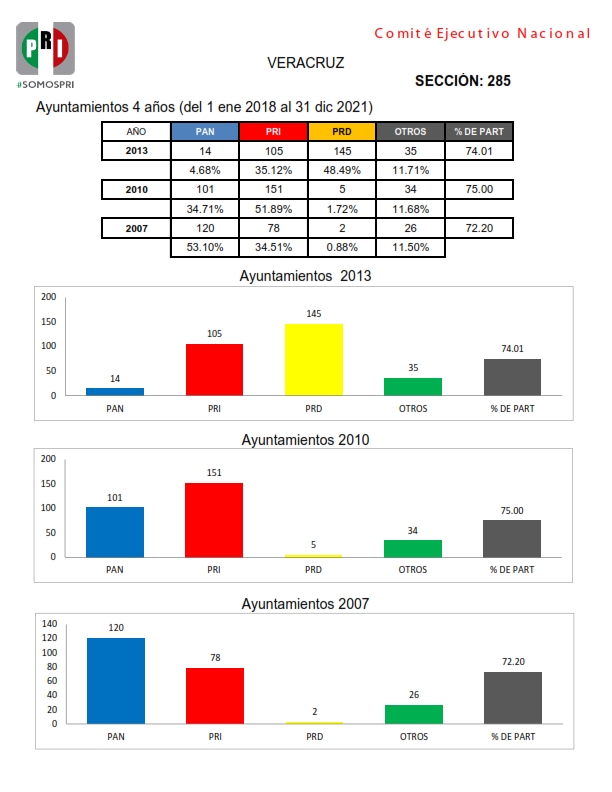 PRI
#SOMOSPRI
Comité Ejecutivo Nacional
VERACRUZ
SECCIÓN: 285
Ayuntamientos 4 años (del 1 ene 2018 al 31 dic 2021)
AÑO PAN PRI PRD OTROS % DE PART
2013 14 105 145 35 74.01
4.68% 35.12% 48.49% 11.71%
2010 101 151 5 34 75.00
34.71% 51.89% 1.72% 11.68%
2007 120 78 2 26 72.20
53.10% 34.51% 0.88% 11.50%
Ayuntamientos 2013
200
150
100
50
0
14 105 145 35 74.01
PAN PRI PRD OTROS % DE PART
Ayuntamientos 2010
200
150
100
50
0
101 151 5 34 75.00
PAN PRI PRD OTROS % DE PART
Ayuntamientos 2007
140
120
100
80
60
40
20
0
120 78 2 26 72.20
PAN PRI PRD OTROS % DE PART